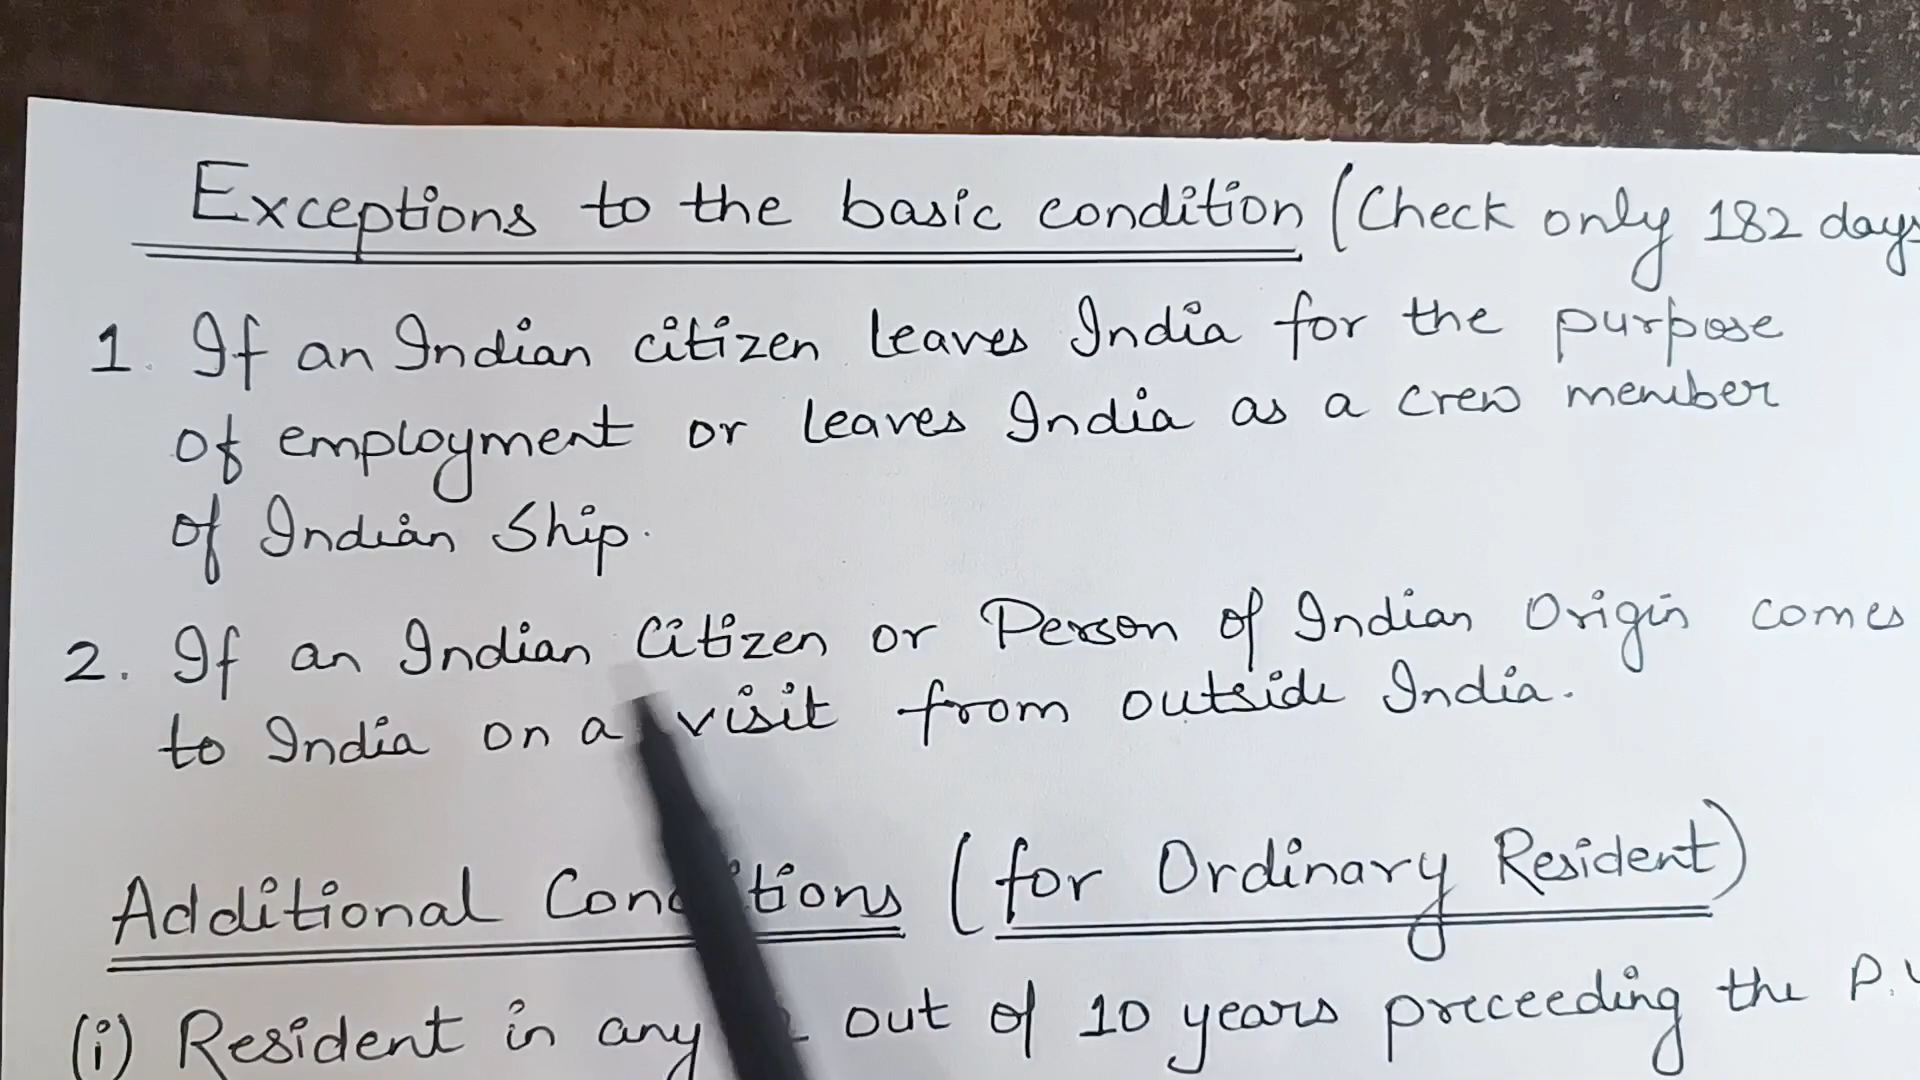 Exceptions to the basic condition (Check only 182 days
1. If an Indian citizen leaves India for the purpose
of employment or leaves India as a crew member
of Indian Ship.
2. If an Indian Citizen or Person of Indian Origin comes
to India on a visit from outside India.
Additional Conditions (for Ordinary Resident)
(i) Resident in any out of 10 years preceeding the P.Y